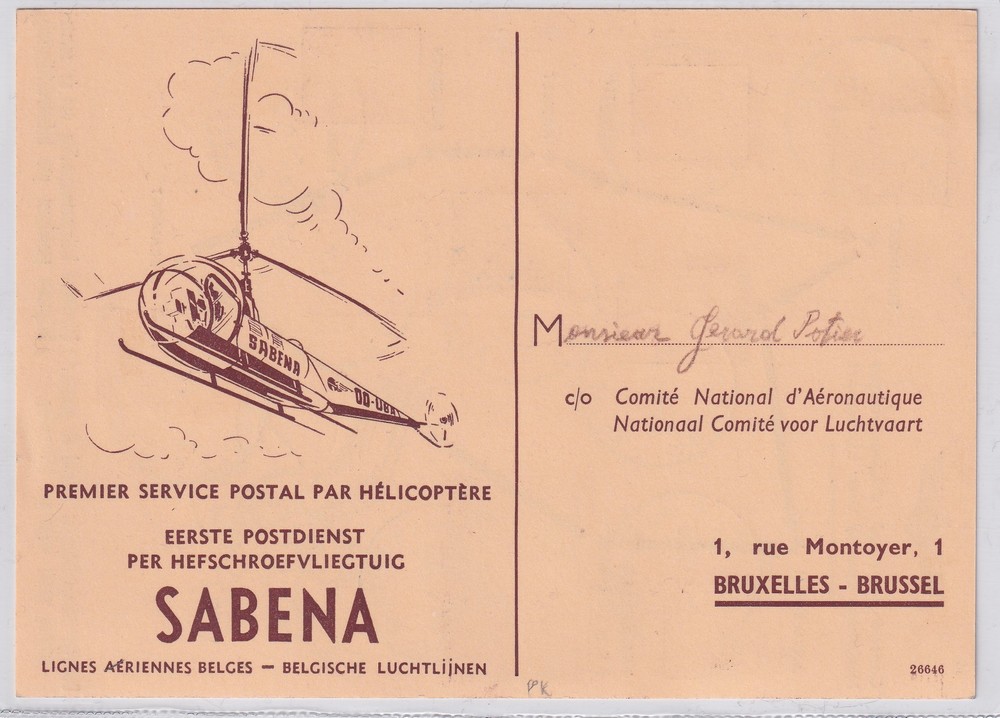 SABENA
OO-UBA
PREMIER SERVICE POSTAL PAR HÉLICOPTÈRE
EERSTE POSTDIENST
PER HEFSCHROEFVLIEGTUIG
SABENA
LIGNES AÉRIENNES BELGES – BELGISCHE LUCHTLIJNEN
Monsieur Gerard Potier
c/o Comité National d'Aéronautique
Nationaal Comité voor Luchtvaart
1, rue Montoyer, 1
BRUXELLES - BRUSSEL
26646
PK